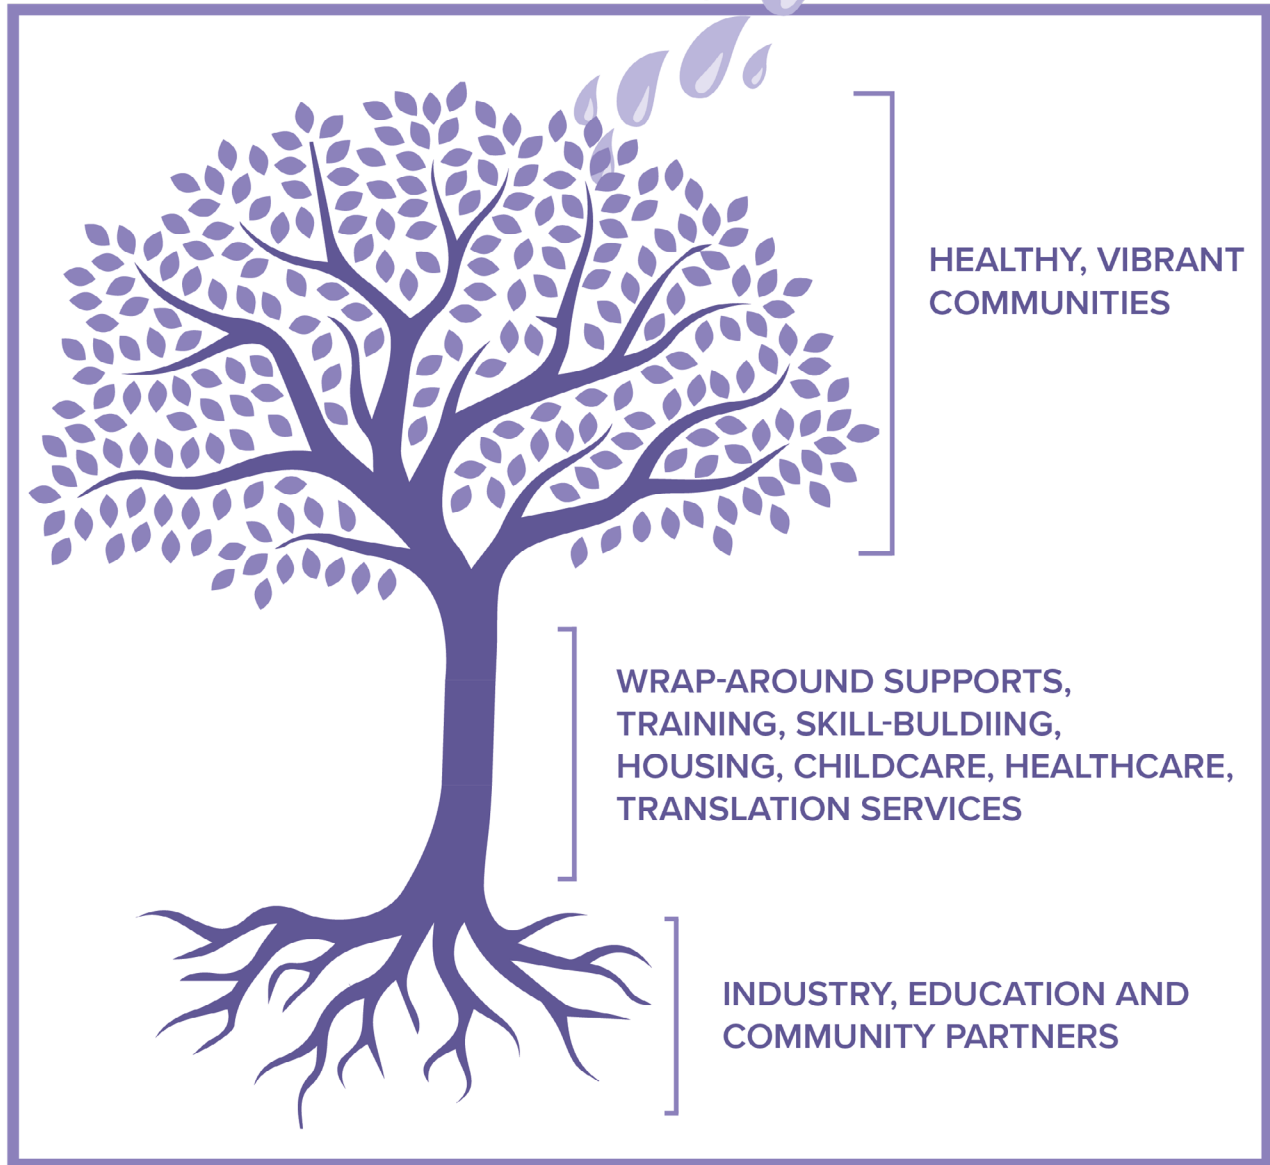 HEALTHY, VIBRANT
COMMUNITIES
WRAP-AROUND SUPPORTS,
TRAINING, SKILL-BULDIING,
HOUSING, CHILDCARE, HEALTHCARE,
TRANSLATION SERVICES
INDUSTRY, EDUCATION AND
COMMUNITY PARTNERS